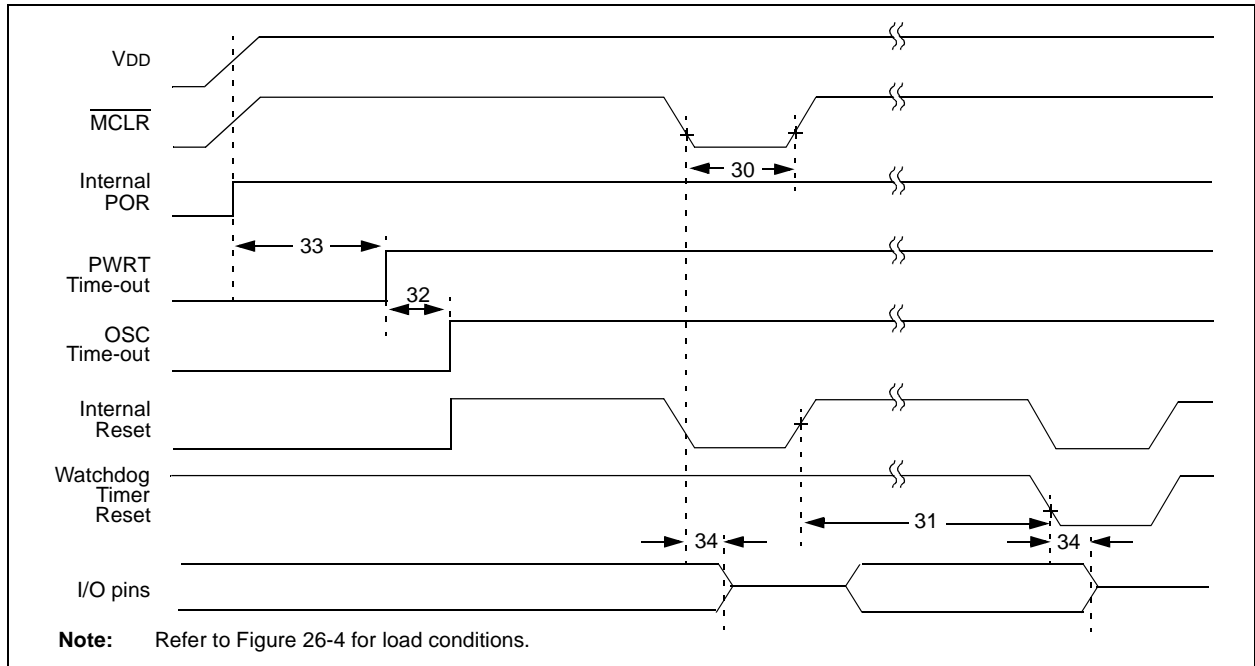 VDD
MCLR
Internal
POR
30
33
PWRT
Time-out
32
OSC
Time-out
Internal
Reset
Watchdog
Timer
Reset
31
34
34
I/O pins
Note: Refer to Figure 26-4 for load conditions.